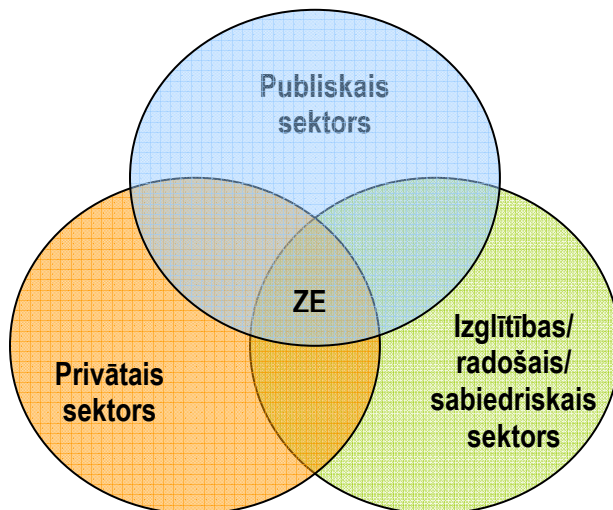 Publiskais
sektors
ZE
Privātais
sektors
Izglītības/
radošais/
sabiedriskais
sektors